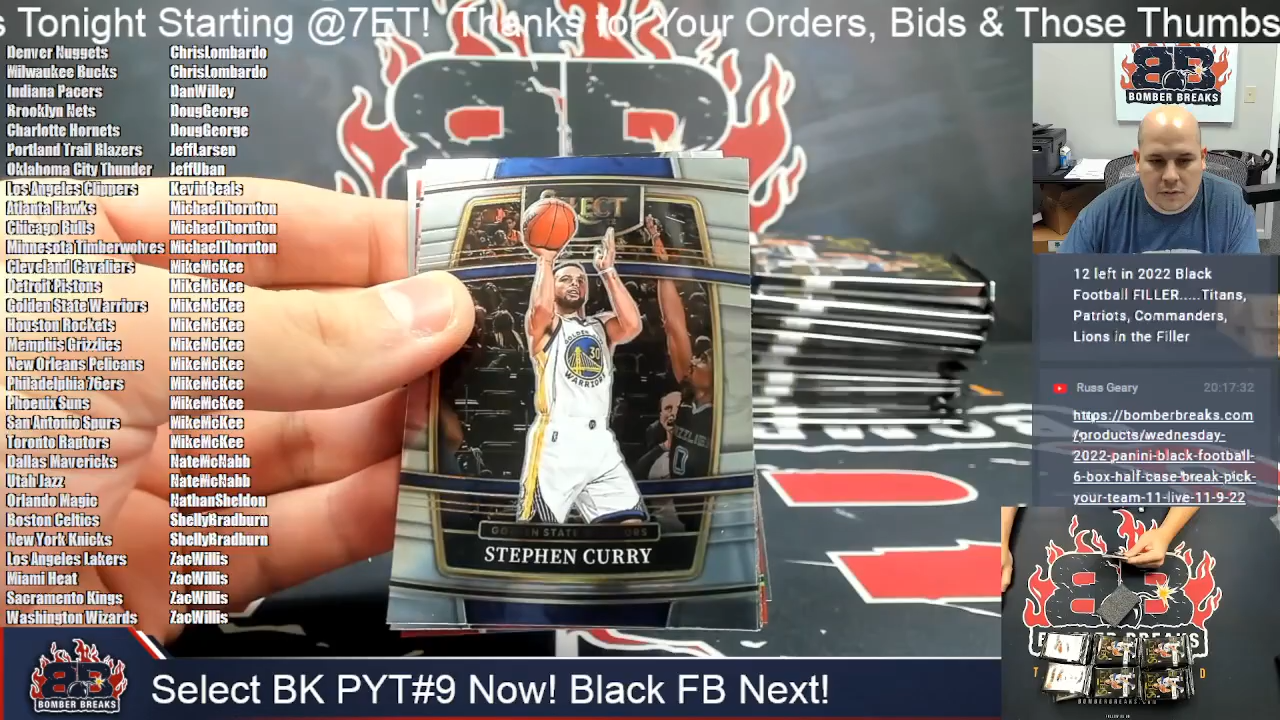 s Tonight Starting @7ET!  Thanks for Your Orders, Bids & Those Thumbs
Denver Nuggets ChrisLombardo
Milwaukee Bucks ChrisLombardo
Indiana Pacers DanWilley
Brooklyn Nets DougGeorge
Charlotte Hornets DougGeorge
Portland Trail Blazers JeffLarsen
Oklahoma City Thunder JeffUban
Los Angeles Clippers KevinBeals
Atlanta Hawks MichaelThornton
Chicago Bulls MichaelThornton
Minnesota Timberwolves MichaelThornton
Cleveland Cavaliers MikeMcKee
Detroit Pistons MikeMcKee
Golden State Warriors MikeMcKee
Houston Rockets MikeMcKee
Memphis Grizzlies MikeMcKee
New Orleans Pelicans MikeMcKee
Philadelphia 76ers MikeMcKee
Phoenix Suns MikeMcKee
San Antonio Spurs MikeMcKee
Toronto Raptors MikeMcKee
Dallas Mavericks NateMcNabb
Utah Jazz NateMcNabb
Orlando Magic NathanSheldon
Boston Celtics ShellyBradburn
New York Knicks ShellyBradburn
Los Angeles Lakers ZacWillis
Miami Heat ZacWillis
Sacramento Kings ZacWillis
Washington Wizards ZacWillis
SELECT
GOLDEN
30
WARRIORS
0
GOLDEN STATE WARRIORS
STEPHEN CURRY
BOMBER BREAKS
12 left in 2022 Black
Football FILLER.....Titans,
Patriots, Commanders,
Lions in the Filler
Russ Geary 20:17:32
https://bomberbreaks.com
/products/wednesday-
2022-panini-black-football-
6-box-half-case-break-pick-
your-team-11-live-11-9-22
BOMBER BREAKS
Select BK PYT#9 Now! Black FB Next!